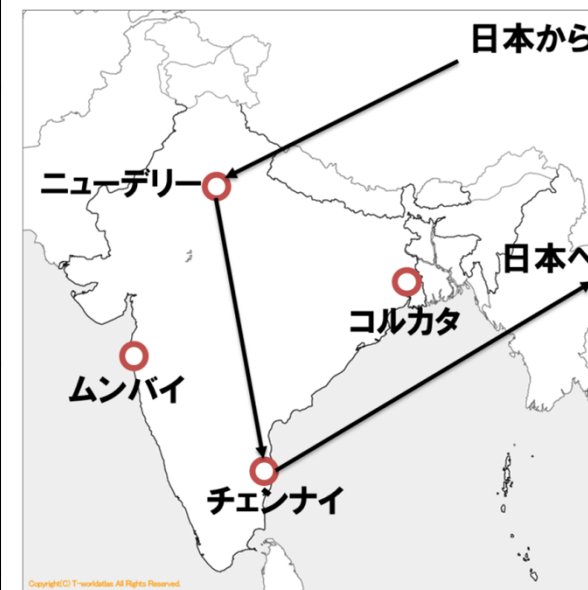 日本から
ニューデリー
日本へ
コルカタ
ムンバイ
チェンナイ
Copyright(C) T-worldatlas All Rights Reserved.